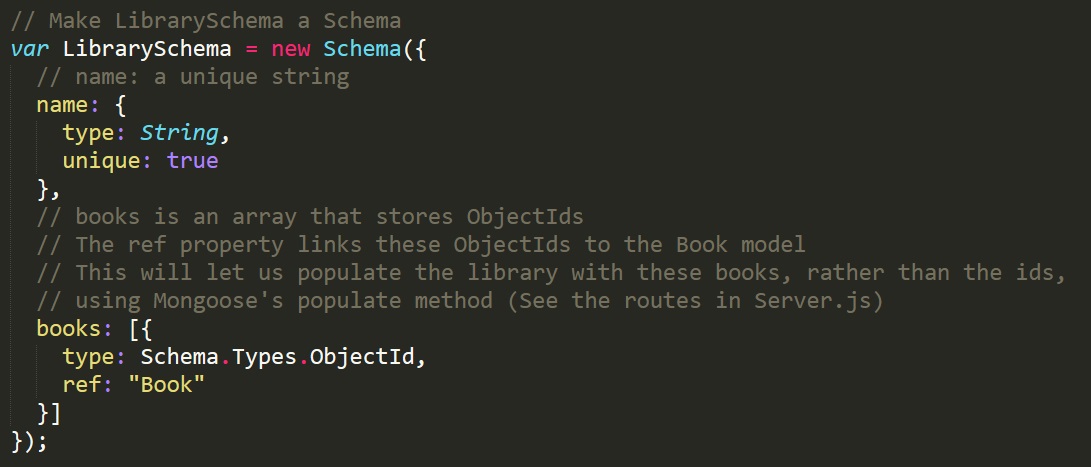 // Make LibrarySchema a Schema
var LibrarySchema = new Schema({
  // name: a unique string
  name: {
    type: String,
    unique: true
  },
  // books is an array that stores ObjectIds
  // The ref property links these ObjectIds to the Book model
  // This will let us populate the library with these books, rather than the ids,
  // using Mongoose's populate method (See the routes in Server.js)
  books: [{
    type: Schema.Types.ObjectId,
    ref: "Book"
  }]
});